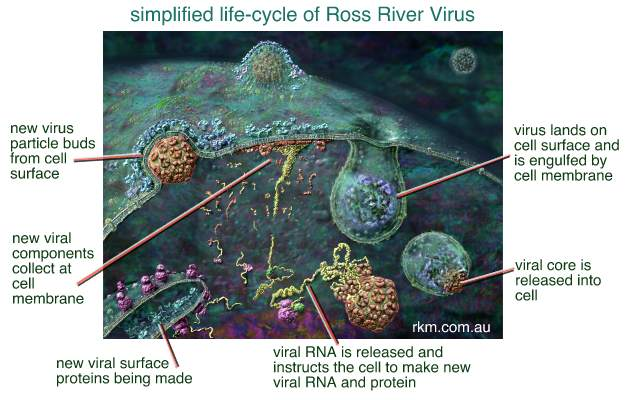 simplified life-cycle of Ross River Virus
new virus
particle buds
from cell
surface
virus lands on
cell surface and
is engulfed by
cell membrane
new viral
components
collect at
cell
membrane
viral core is
released into
cell
rkm.com.au
new viral surface
proteins being made
viral RNA is released and
instructs the cell to make new
viral RNA and protein